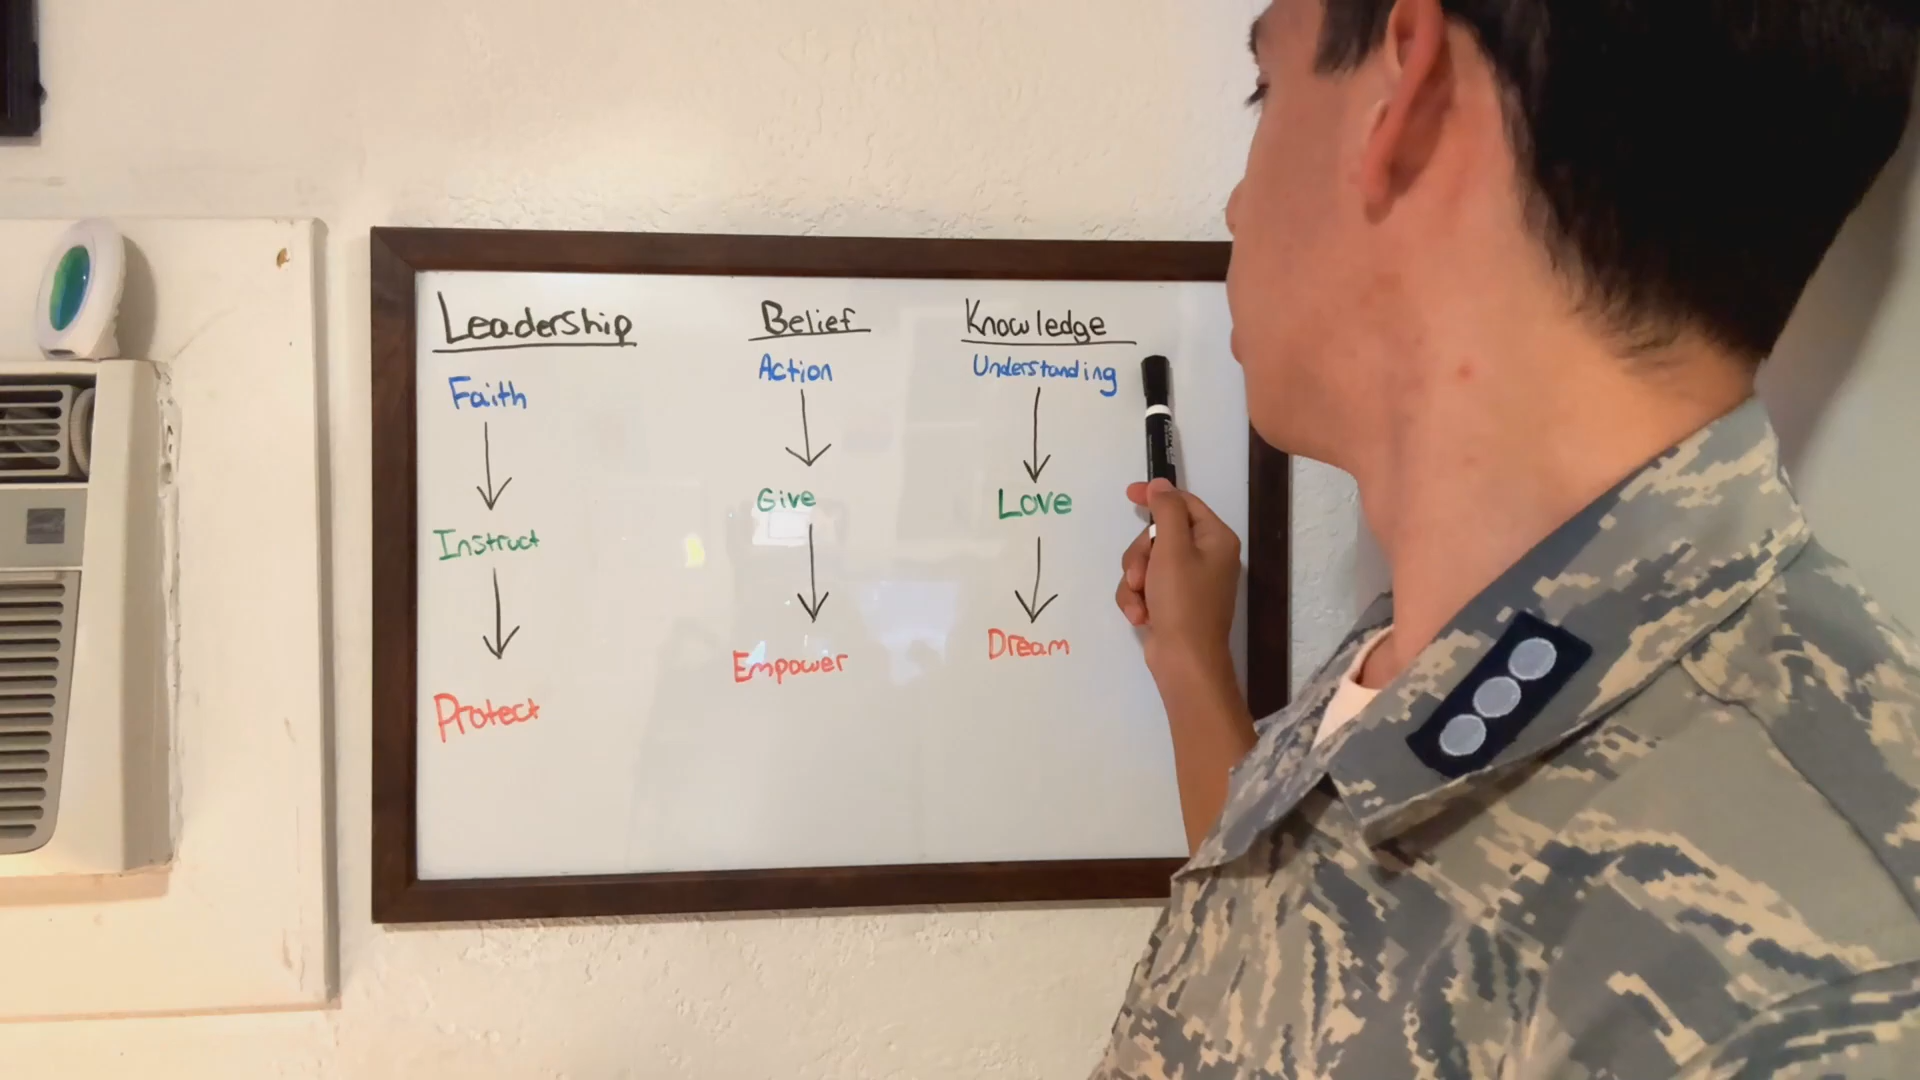 Leadership
Faith
Instruct
Protect
Belief
Action
Give
Empower
Knowledge
Understanding
Love
Dream